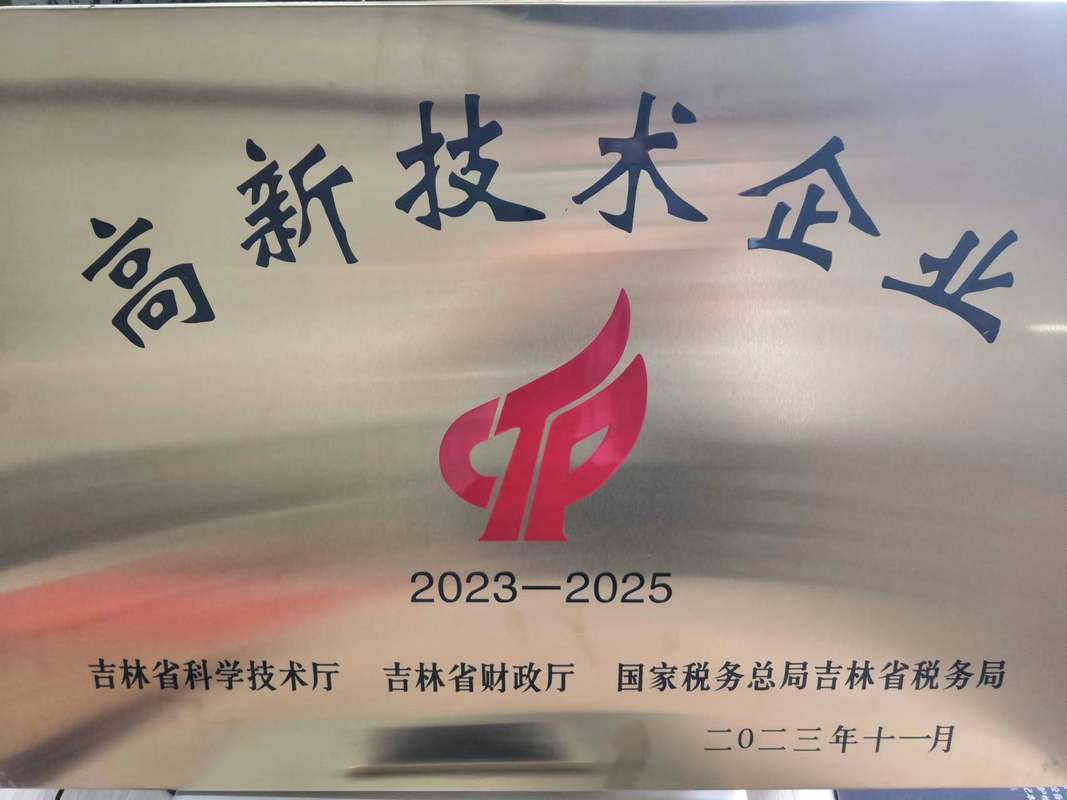 高新技术企业
2023—2025
吉林省科学技术厅 吉林省财政厅 国家税务总局吉林省税务局
二〇二三年十一月